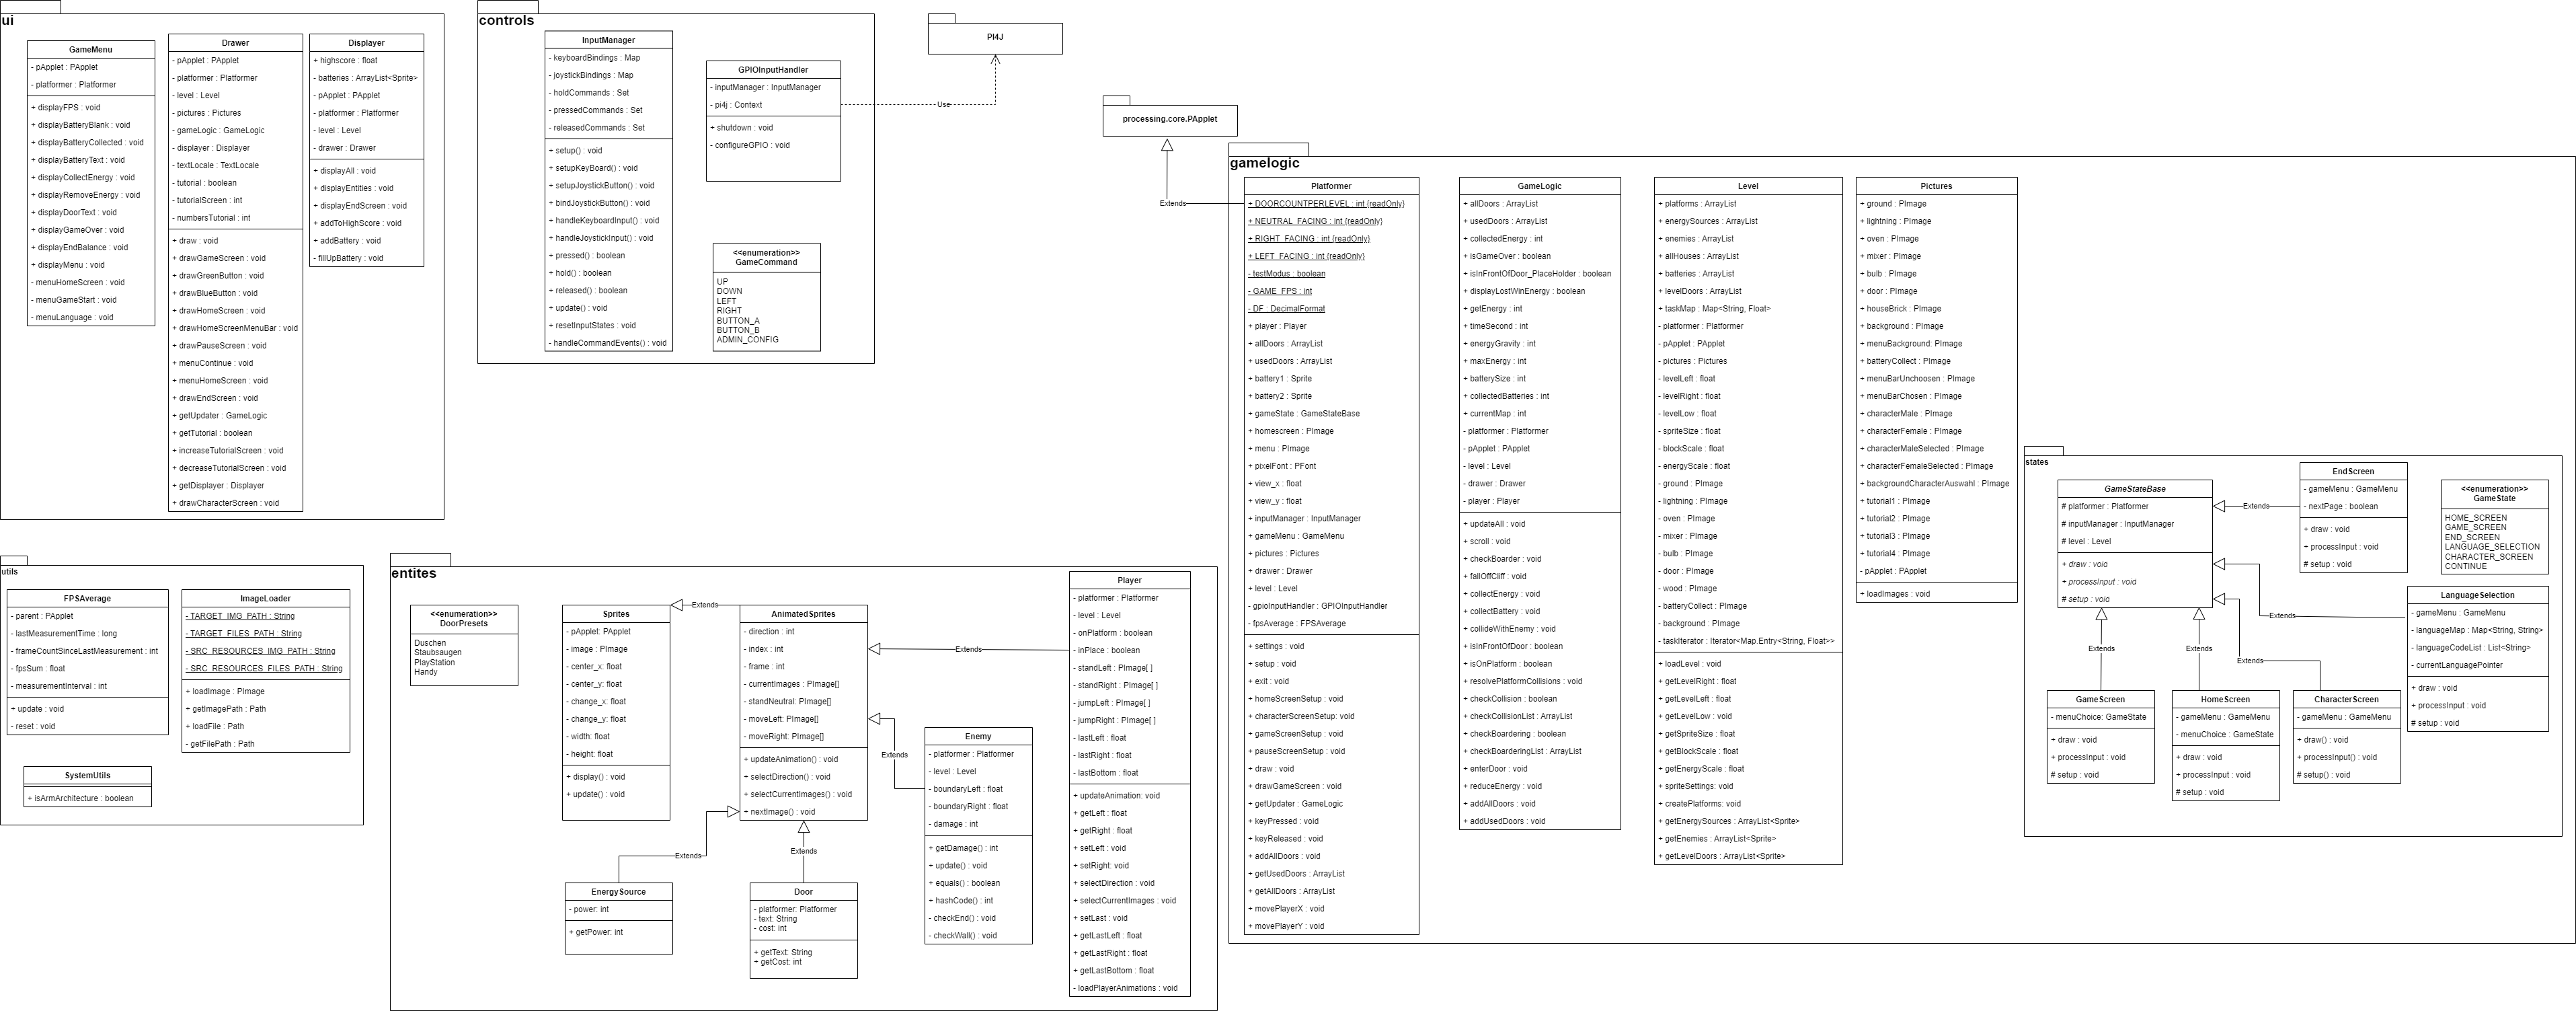 ui
GameMenu
- pApplet : PApplet
- platformer : Platformer
+ displayFPS : void
+ displayBatteryBlank : void
+ displayBatteryCollected : void
+ displayBatteryText : void
+ displayCollectEnergy : void
+ displayRemoveEnergy : void
+ displayDoorText : void
+ displayGameOver : void
+ displayEndBalance : void
+ displayMenu : void
- menuHomeScreen : void
- menuGameStart : void
- menuLanguage : void
Drawer
- pApplet : PApplet
- platformer : Platformer
- level : Level
- pictures : Pictures
- gameLogic : GameLogic
- displayer : Displayer
- textLocale : TextLocale
- tutorial : boolean
- tutorialScreen : int
- numbersTutorial : int
+ draw : void
+ drawGameScreen : void
+ drawGreenButton : void
+ drawBlueButton : void
+ drawHomeScreen : void
+ drawHomeScreenMenuBar : void
+ drawPauseScreen : void
+ menuContinue : void
+ menuHomeScreen : void
+ drawEndScreen : void
+ getUpdater : GameLogic
+ getTutorial : boolean
+ increaseTutorialScreen : void
+ decreaseTutorialScreen : void
+ getDisplayer : Displayer
+ drawCharacterScreen : void
Displayer
+ highscore : float
- batteries : ArrayList<Sprite>
- pApplet : PApplet
- platformer : Platformer
- level : Level
- drawer : Drawer
+ displayAll : void
+ displayEntities : void
+ displayEndScreen : void
+ addToHighScore : void
+ addBattery : void
- fillUpBattery : void
controls
InputManager
- keyboardBindings : Map
- joystickBindings : Map
- holdCommands : Set
- pressedCommands : Set
- releasedCommands : Set
+ setup() : void
+ setupKeyBoard() : void
+ setupJoystickButton() : void
+ bindJoystickButton() : void
+ handleKeyboardInput() : void
+ handleJoystickInput() : void
+ pressed() : boolean
+ hold() : boolean
+ released() : boolean
+ update() : void
+ resetInputStates : void
- handleCommandEvents() : void
GPIOInputHandler
- inputManager : InputManager
- pi4j : Context
+ shutdown : void
- configureGPIO : void
<<enumeration>>
GameCommand
UP
DOWN
LEFT
RIGHT
BUTTON_A
BUTTON_B
ADMIN_CONFIG
Use
PI4J
processing.core.PApplet
Extends
gamelogic
Platformer
+ DOORCOUNTPERLEVEL : int {readOnly}
+ NEUTRAL_FACING : int {readOnly}
+ RIGHT_FACING : int {readOnly}
+ LEFT_FACING : int {readOnly}
- testModus : boolean
- GAME_FPS : int
- DF : DecimalFormat
+ player : Player
+ allDoors : ArrayList
+ usedDoors : ArrayList
+ battery1 : Sprite
+ battery2 : Sprite
+ gameState : GameStateBase
+ homescreen : PImage
+ menu : PImage
+ pixelFont : PFont
+ view_x : float
+ view_y : float
+ inputManager : InputManager
+ gameMenu : GameMenu
+ pictures : Pictures
+ drawer : Drawer
+ level : Level
- gpioInputHandler : GPIOInputHandler
- fpsAverage : FPSAverage
+ settings : void
+ setup : void
+ exit : void
+ homeScreenSetup : void
+ characterScreenSetup: void
+ gameScreenSetup : void
+ pauseScreenSetup : void
+ draw : void
+ drawGameScreen : void
+ getUpdater : GameLogic
+ keyPressed : void
+ keyReleased : void
+ addAllDoors : void
+ getUsedDoors : ArrayList
+ getAllDoors : ArrayList
+ movePlayerX : void
+ movePlayerY : void
GameLogic
+ allDoors : ArrayList
+ usedDoors : ArrayList
+ collectedEnergy : int
+ isGameOver : boolean
+ isInFrontOfDoor_PlaceHolder : boolean
+ displayLostWinEnergy : boolean
+ getEnergy : int
+ timeSecond : int
+ energyGravity : int
+ maxEnergy : int
+ batterySize : int
+ collectedBatteries : int
+ currentMap : int
- platformer : Platformer
- pApplet : PApplet
- level : Level
- drawer : Drawer
- player : Player
+ updateAll : void
+ scroll : void
+ checkBoarder : void
+ fallOffCliff : void
+ collectEnergy : void
+ collectBattery : void
+ collideWithEnemy : void
+ isInFrontOfDoor : boolean
+ isOnPlatform : boolean
+ resolvePlatformCollisions : void
+ checkCollision : boolean
+ checkCollisionList : ArrayList
+ checkBoardering : boolean
+ checkBoarderingList : ArrayList
+ enterDoor : void
+ reduceEnergy : void
+ addAllDoors : void
+ addUsedDoors : void
Level
+ platforms : ArrayList
+ energySources : ArrayList
+ enemies : ArrayList
+ allHouses : ArrayList
+ batteries : ArrayList
+ levelDoors : ArrayList
+ taskMap : Map<String, Float>
- platformer : Platformer
- pApplet : PApplet
- pictures : Pictures
- levelLeft : float
- levelRight : float
- levelLow : float
- spriteSize : float
- blockScale : float
- energyScale : float
- ground : PImage
- lightning : PImage
- oven : PImage
- mixer : PImage
- bulb : PImage
- door : PImage
- wood : PImage
- batteryCollect : PImage
- background : PImage
- taskIterator : Iterator<Map.Entry<String, Float>>
+ loadLevel : void
+ getLevelRight : float
+ getLevelLeft : float
+ getLevelLow : void
+ getSpriteSize : float
+ getBlockScale : float
+ getEnergyScale : float
+ spriteSettings: void
+ createPlatforms: void
+ getEnergySources : ArrayList<Sprite>
+ getEnemies : ArrayList<Sprite>
+ getLevelDoors : ArrayList<Sprite>
Pictures
+ ground : PImage
+ lightning : PImage
+ oven : PImage
+ mixer : PImage
+ bulb : PImage
+ door : PImage
+ houseBrick : PImage
+ background : PImage
+ menuBackground: PImage
+ batteryCollect : PImage
+ menuBarUnchoosen : PImage
+ menuBarChosen : PImage
+ characterMale : PImage
+ characterFemale : PImage
+ characterMaleSelected : PImage
+ characterFemaleSelected : PImage
+ backgroundCharacterAuswahl : PImage
+ tutorial1 : PImage
+ tutorial2 : PImage
+ tutorial3 : PImage
+ tutorial4 : PImage
- pApplet : PApplet
+ loadImages : void
states
GameStateBase
# platformer : Platformer
# inputManager : InputManager
# level : Level
+ draw : void
+ processInput : void
# setup : void
Extends
EndScreen
- gameMenu : GameMenu
- nextPage : boolean
+ draw : void
+ processInput : void
# setup : void
<<enumeration>>
GameState
HOME_SCREEN
GAME_SCREEN
END_SCREEN
LANGUAGE_SELECTION
CHARACTER_SCREEN
CONTINUE
Extends
LanguageSelection
- gameMenu : GameMenu
- languageMap : Map<String, String>
- languageCodeList : List<String>
- currentLanguagePointer
+ draw : void
+ processInput : void
# setup : void
Extends
Extends
Extends
GameScreen
- menuChoice: GameState
+ draw : void
+ processInput : void
# setup : void
HomeScreen
- gameMenu : GameMenu
- menuChoice : GameState
+ draw : void
+ processInput : void
# setup : void
CharacterScreen
- gameMenu : GameMenu
+ draw() : void
+ processInput() : void
# setup() : void
utils
FPSAverage
- parent : PApplet
- lastMeasurementTime : long
- frameCountSinceLastMeasurement : int
- fpsSum : float
- measurementInterval : int
+ update : void
- reset : void
ImageLoader
- TARGET_IMG_PATH : String
- TARGET_FILES_PATH : String
- SRC_RESOURCES_IMG_PATH : String
- SRC_RESOURCES_FILES_PATH : String
+ loadImage : PImage
+ getImagePath : Path
+ loadFile : Path
- getFilePath : Path
SystemUtils
+ isArmArchitecture : boolean
entites
<<enumeration>>
DoorPresets
Duschen
Staubsaugen
PlayStation
Handy
Sprites
- pApplet: PApplet
- image : PImage
- center_x: float
- center_y: float
- change_x: float
- change_y: float
- width: float
- height: float
+ display() : void
+ update() : void
Extends
AnimatedSprites
- direction : int
- index : int
- frame : int
- currentImages : PImage[]
- standNeutral: PImage[]
- moveLeft: PImage[]
- moveRight: PImage[]
+ updateAnimation() : void
+ selectDirection() : void
+ selectCurrentImages() : void
+ nextImage() : void
Extends
Extends
Extends
Extends
EnergySource
- power: int
+ getPower: int
Door
- platformer: Platformer
- text: String
- cost: int
+ getText: String
+ getCost: int
Enemy
- platformer : Platformer
- level : Level
- boundaryLeft : float
- boundaryRight : float
- damage : int
+ getDamage() : int
+ update() : void
+ equals() : boolean
+ hashCode() : int
- checkEnd() : void
- checkWall() : void
Player
- platformer : Platformer
- level : Level
- onPlatform : boolean
- inPlace : boolean
- standLeft : PImage[ ]
- standRight : PImage[ ]
- jumpLeft : PImage[ ]
- jumpRight : PImage[ ]
- lastLeft : float
- lastRight : float
- lastBottom : float
+ updateAnimation: void
+ getLeft : float
+ getRight : float
+ setLeft : void
+ setRight: void
+ selectDirection : void
+ selectCurrentImages : void
+ setLast : void
+ getLastLeft : float
+ getLastRight : float
+ getLastBottom : float
- loadPlayerAnimations : void